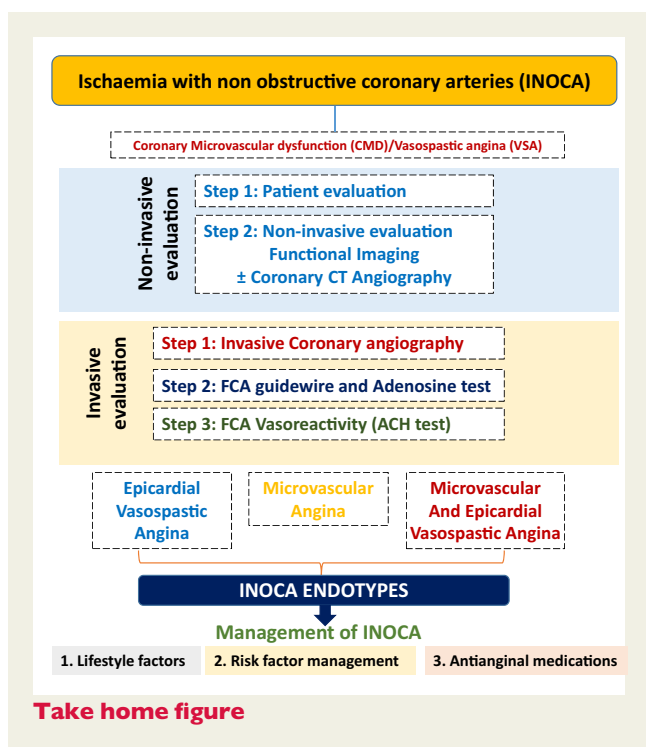 Ischaemia with non obstructive coronary arteries (INOCA)
Coronary Microvascular dysfunction (CMD)/Vasospastic angina (VSA)
Non-invasive
evaluation
Step 1: Patient evaluation
Step 2: Non-invasive evaluation
Functional Imaging
± Coronary CT Angiography
Invasive
evaluation
Step 1: Invasive Coronary angiography
Step 2: FCA guidewire and Adenosine test
Step 3: FCA Vasoreactivity (ACH test)
Epicardial
Vasospastic
Angina
Microvascular
Angina
Microvascular
And Epicardial
Vasospastic Angina
INOCA ENDOTYPES
Management of INOCA
1. Lifestyle factors
2. Risk factor management
3. Antianginal medications
Take home figure